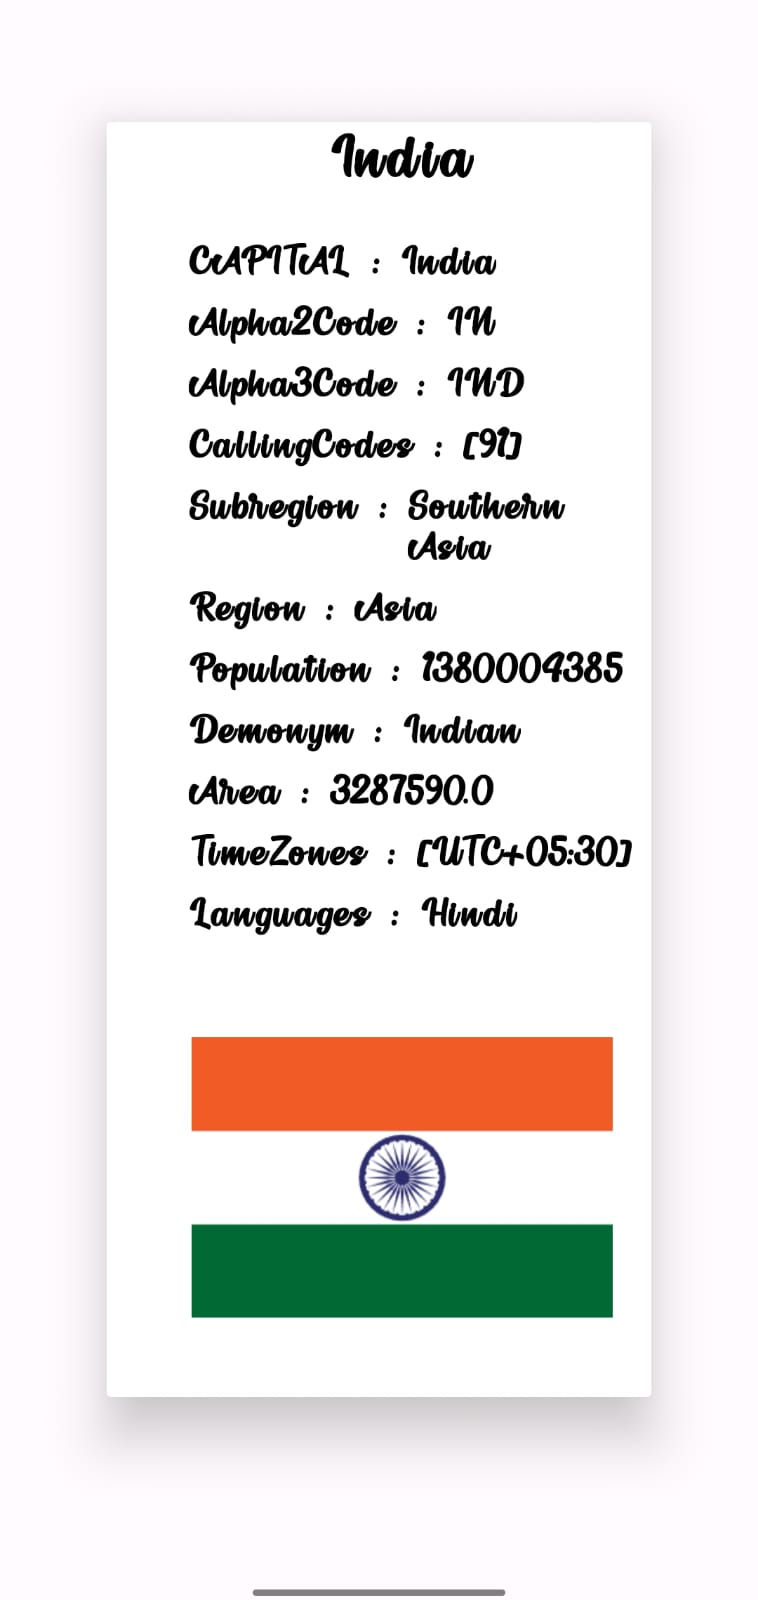 India
CAPITAL : India
Alpha2Code : IN
Alpha3Code : IND
CallingCodes : [91]
Subregion : Southern
Asia
Region : Asia
Population : 1380004385
Demonym : Indian
Area : 3287590.0
TimeZones : [UTC+05:30]
Languages : Hindi